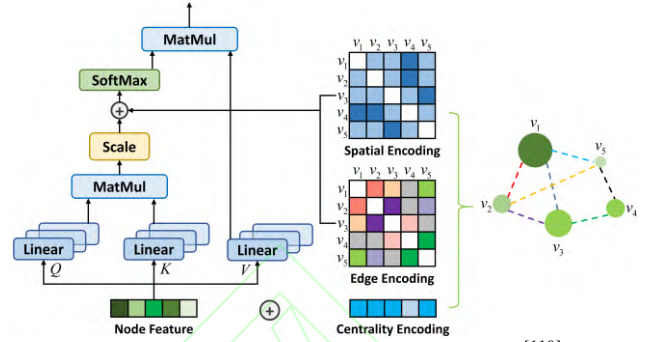 MatMul
SoftMax
+
Scale
MatMul
Linear Linear Linear
Q K V
Node Feature
+
v1 v2 v3 v4 v5
v1
v2
v3
v4
v5
Spatial Encoding
v1 v2 v3 v4 v5
v1
v2
v3
v4
v5
Edge Encoding
Centrality Encoding
v1
v5
v2
v4
v3